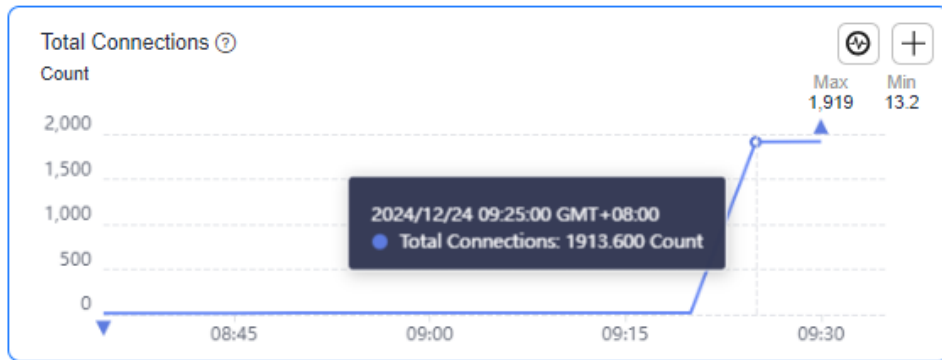 Total Connections ?
Count
Max Min
1,919 13.2
2,000
1,500
1,000
500
0
2024/12/24 09:25:00 GMT+08:00
Total Connections: 1913.600 Count
08:45 09:00 09:15 09:30